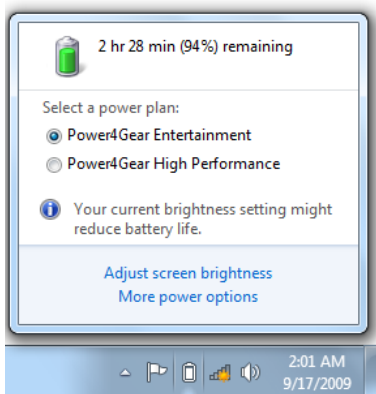 2 hr 28 min (94%) remaining
Select a power plan:
Power4Gear Entertainment
Power4Gear High Performance
Your current brightness setting might
reduce battery life.
Adjust screen brightness
More power options
2:01 AM
9/17/2009